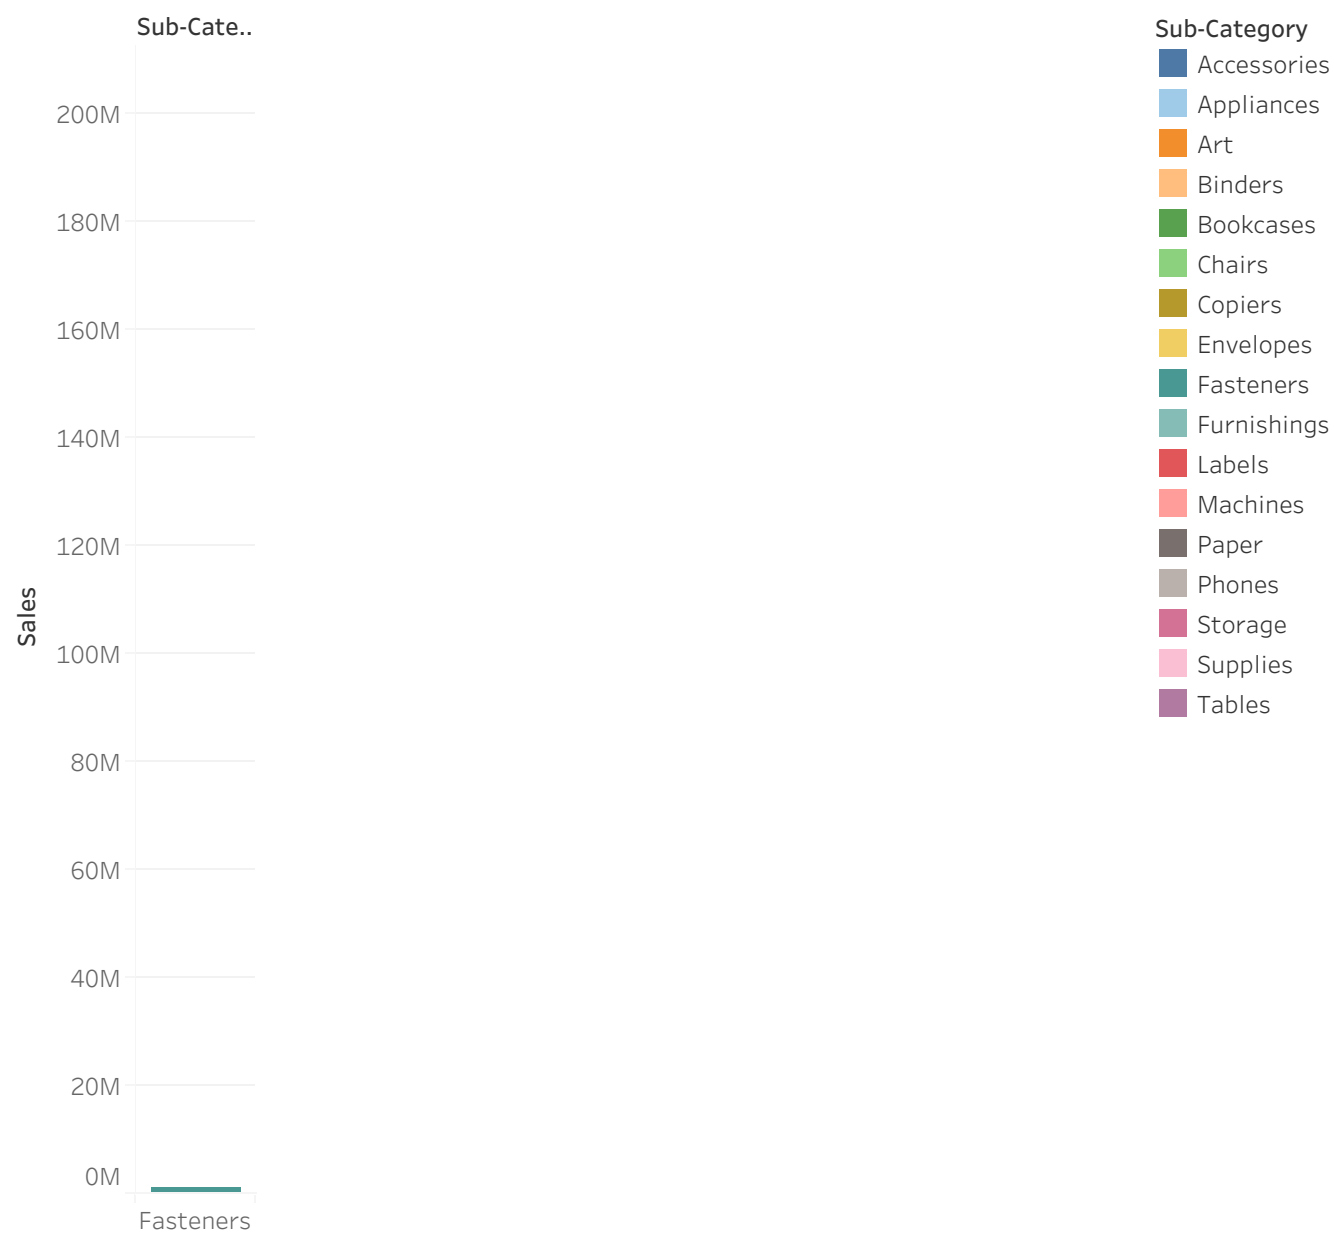 Sub-Cate..
200M
180M
160M
140M
120M
100M
80M
60M
40M
20M
0M
Sales
Fasteners
Sub-Category
Accessories
Appliances
Art
Binders
Bookcases
Chairs
Copiers
Envelopes
Fasteners
Furnishings
Labels
Machines
Paper
Phones
Storage
Supplies
Tables